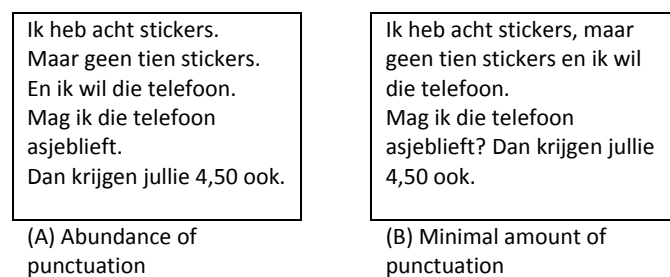 Ik heb acht stickers.
Maar geen tien stickers.
En ik wil die telefoon.
Mag ik die telefoon
asjeblieft.
Dan krijgen jullie 4,50 ook.
(A) Abundance of
punctuation
Ik heb acht stickers, maar
geen tien stickers en ik wil
die telefoon.
Mag ik die telefoon
asjeblieft? Dan krijgen jullie
4,50 ook.
(B) Minimal amount of
punctuation